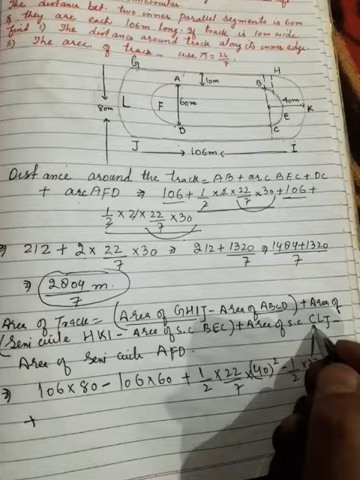 The distance bet. two inner parallel segments is 60m
& they are each 106m long. If track is 10m wide
find i) The distance around track along its inner edge.
ii) The area of track - use π=22/7
G H
A B 10m
80m L F 60m 40m K
D C E
J → 106m ← I
Distance around the track = AB + arc BEC + DC
+ arc AFD ⇒ 106 + 1/2 × 2 × 22/7 × 30 + 106 +
1/2 × 2 × 22/7 × 30
⇒ 212 + 2 × 22/7 × 30 ⇒ 212 + 1320/7 ⇒ 1484+1320/7
⇒ 2804/7 m.
Area of Track = (Area of GHIJ - Area of ABCD) + Area of
(Semi circle HKI - Area of S.C BEC) + Area of S.C GLJ -
Area of Semi circle AFD.
⇒ 106×80 - 106×60 + 1/2 × 22/7 × (40)² - 1/2
+